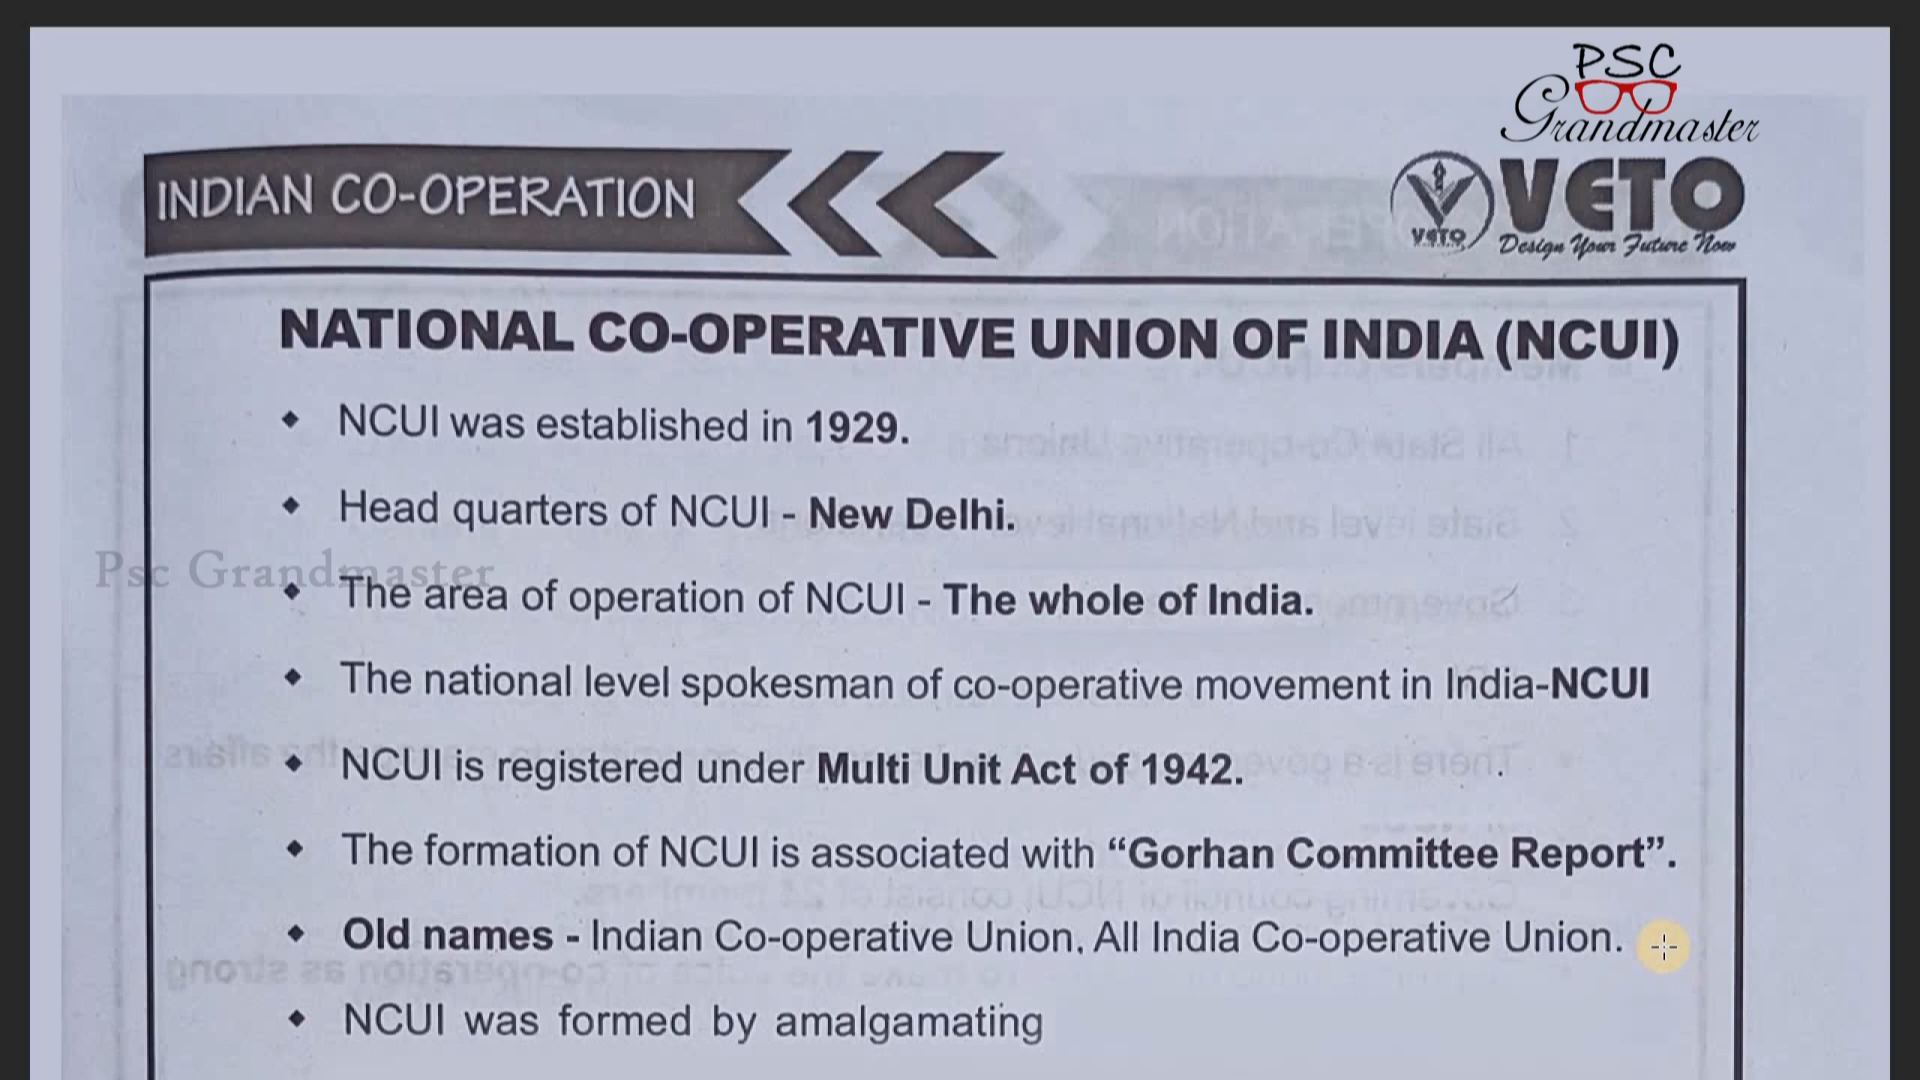 PSC
Grandmaster
INDIAN CO-OPERATION
VETO
VETO
Design Your Future Now
NATIONAL CO-OPERATIVE UNION OF INDIA (NCUI)
◆ NCUI was established in 1929.
◆ Head quarters of NCUI - New Delhi.
Psc Grandmaster
◆ The area of operation of NCUI - The whole of India.
◆ The national level spokesman of co-operative movement in India-NCUI
◆ NCUI is registered under Multi Unit Act of 1942.
◆ The formation of NCUI is associated with “Gorhan Committee Report”.
◆ Old names - Indian Co-operative Union, All India Co-operative Union.
◆ NCUI was formed by amalgamating